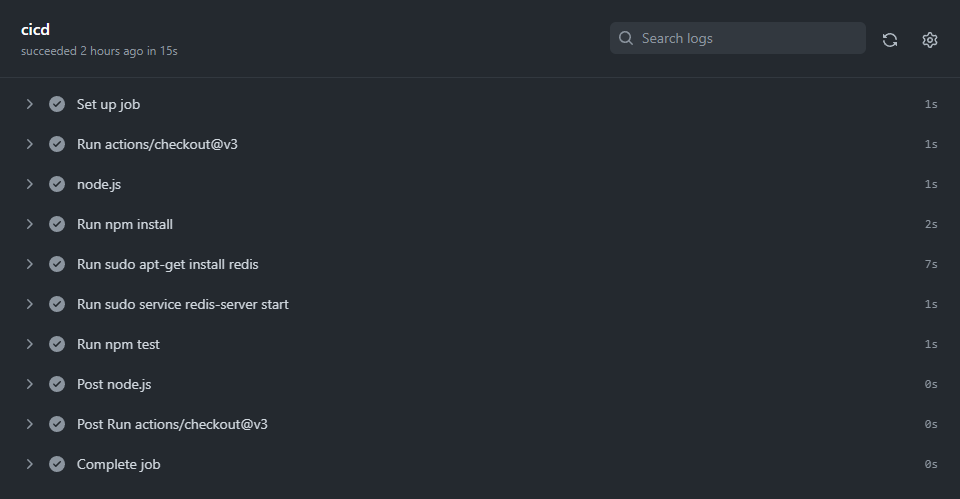 cicd
succeeded 2 hours ago in 15s
Search logs
Set up job 1s
Run actions/checkout@v3 1s
node.js 1s
Run npm install 2s
Run sudo apt-get install redis 7s
Run sudo service redis-server start 1s
Run npm test 1s
Post node.js 0s
Post Run actions/checkout@v3 0s
Complete job 0s